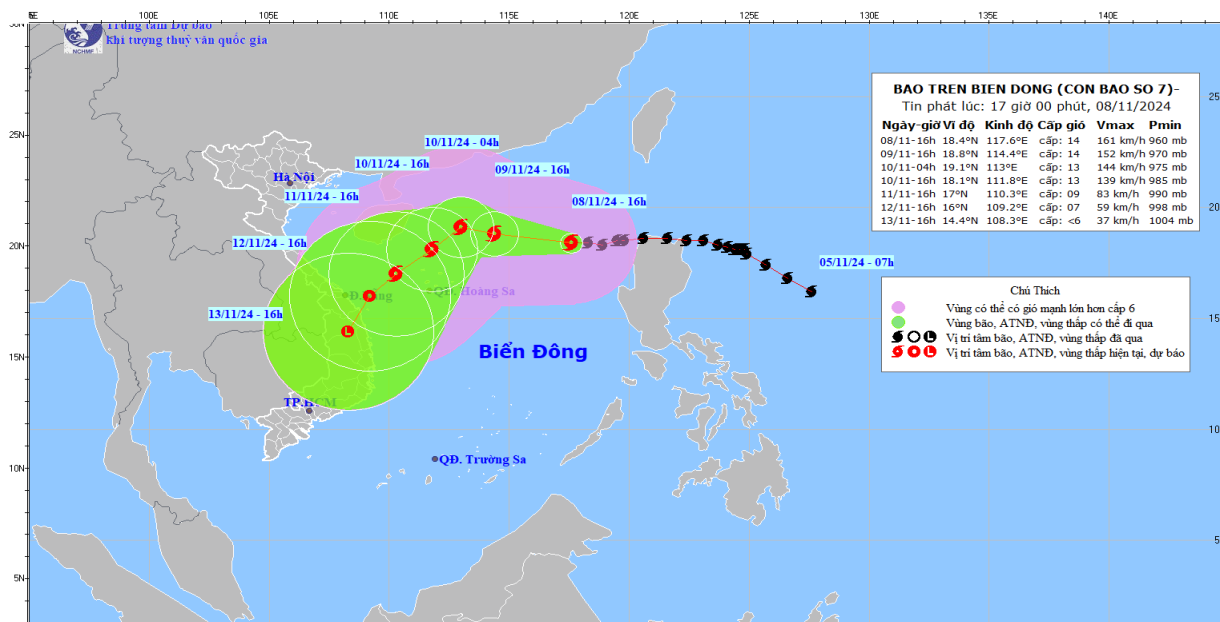 100E
105E
110E
115E
120E
125E
130E
135E
140E
Trung tâm Dự báo
khí tượng thuỷ văn quốc gia
NCHMF
BAO TREN BIEN DONG (CON BAO SO 7)-
Tin phát lúc: 17 giờ 00 phút, 08/11/2024
Ngày-giờ Vĩ độ Kinh độ Cấp gió Vmax Pmin
08/11-16h 18.4°N 117.6°E cấp: 14 161 km/h 960 mb
09/11-16h 18.8°N 114.4°E cấp: 14 152 km/h 970 mb
10/11-04h 19.1°N 113°E cấp: 13 144 km/h 975 mb
10/11-16h 18.1°N 111.8°E cấp: 13 139 km/h 985 mb
11/11-16h 17°N 110.3°E cấp: 09 83 km/h 990 mb
12/11-16h 16°N 109.2°E cấp: 07 59 km/h 998 mb
13/11-16h 14.4°N 108.3°E cấp: <6 37 km/h 1004 mb
25N
10/11/24 - 04h
10/11/24 - 16h
09/11/24 - 16h
Hà Nội
11/11/24 - 16h
08/11/24 - 16h
20N
12/11/24 - 16h
05/11/24 - 07h
QĐ. Hoàng Sa
13/11/24 - 16h
Chú Thích
Vùng có thể có gió mạnh lớn hơn cấp 6
Vùng bão, ATNĐ, vùng thấp có thể đi qua
Vị trí tâm bão, ATNĐ, vùng thấp đã qua
Vị trí tâm bão, ATNĐ, vùng thấp hiện tại, dự báo
L
L
L
15N
Biển Đông
TP.HCM
10N
QĐ. Trường Sa
5N